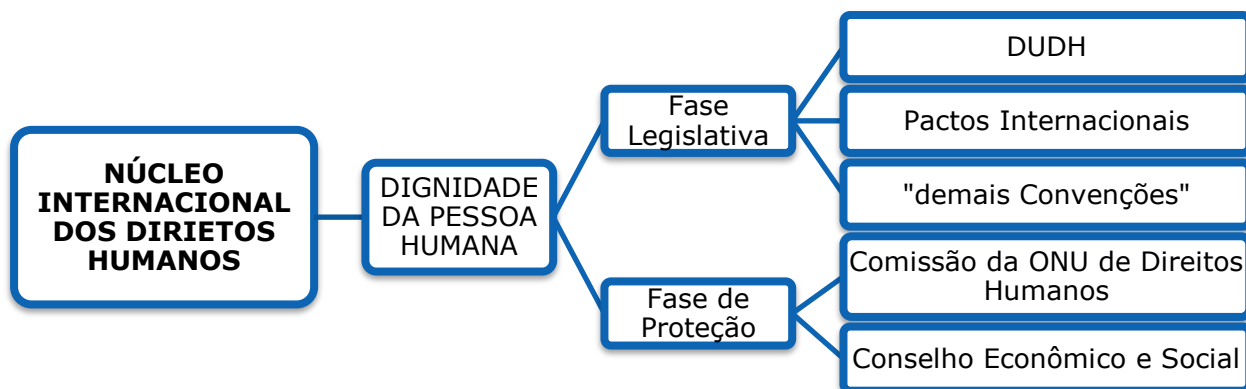 NÚCLEO
INTERNACIONAL
DOS DIRIETOS
HUMANOS
DIGNIDADE
DA PESSOA
HUMANA
Fase
Legislativa
DUDH
Pactos Internacionais
"demais Convenções"
Fase de
Proteção
Comissão da ONU de Direitos
Humanos
Conselho Econômico e Social